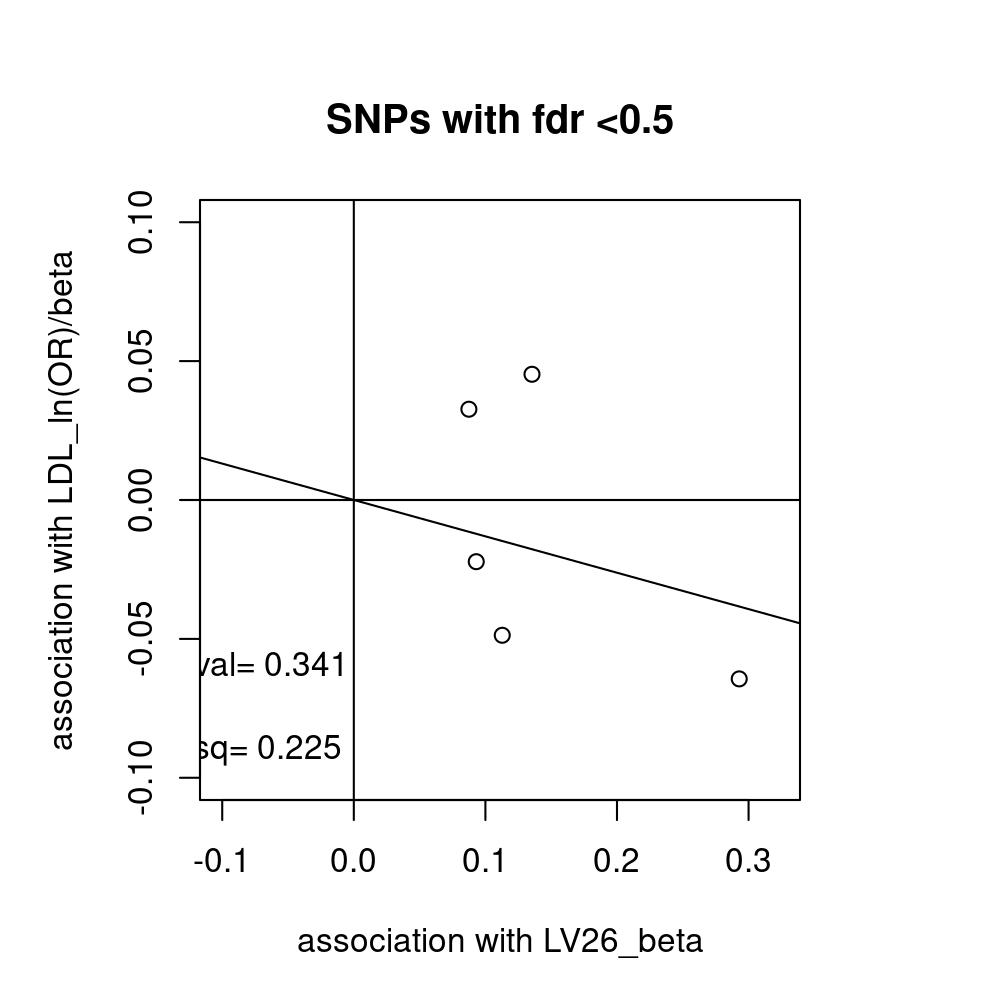 SNPs with fdr <0.5
association with LDL_ln(OR)/beta
0.10
0.05
0.00
-0.05
-0.10
val= 0.341
sq= 0.225
-0.1 0.0 0.1 0.2 0.3
association with LV26_beta